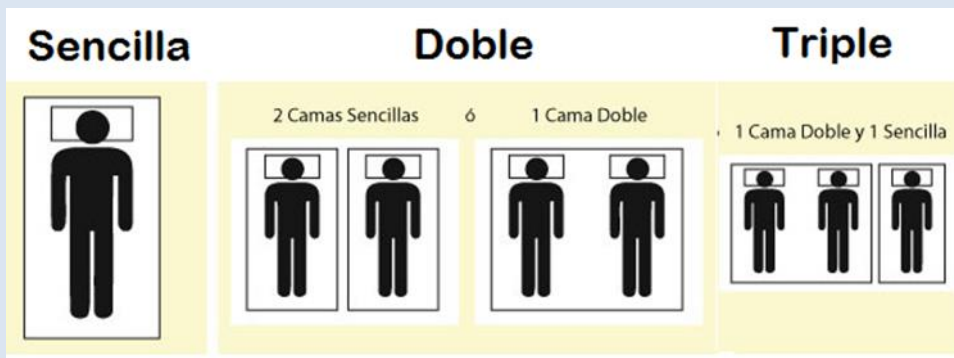 Sencilla
Doble
Triple
2 Camas Sencillas ó 1 Cama Doble
1 Cama Doble y 1 Sencilla